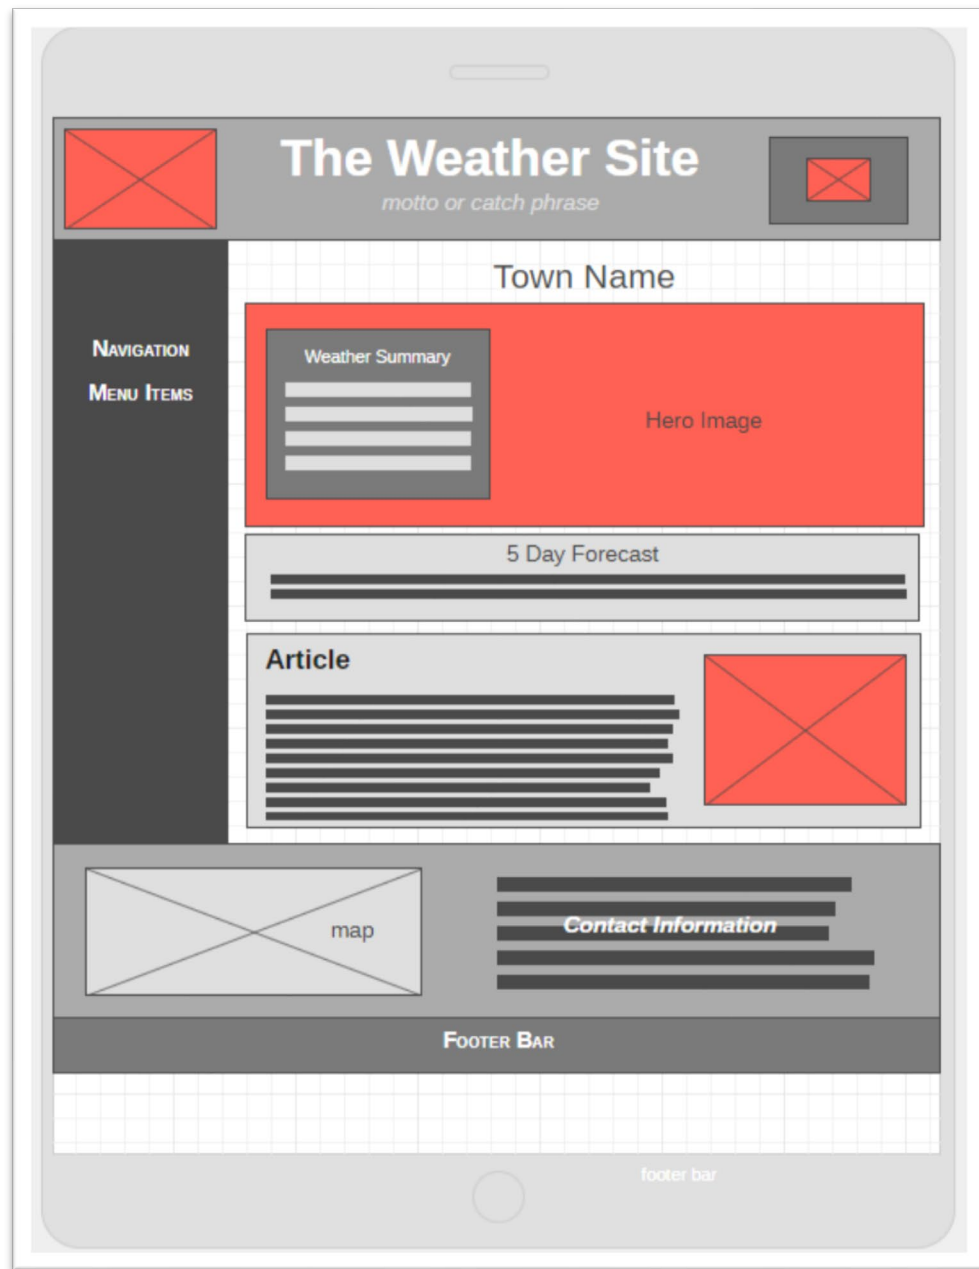 The Weather Site
motto or catch phrase
Town Name
Navigation
Menu Items
Weather Summary
Hero Image
5 Day Forecast
Article
map
Contact Information
Footer Bar
footer bar